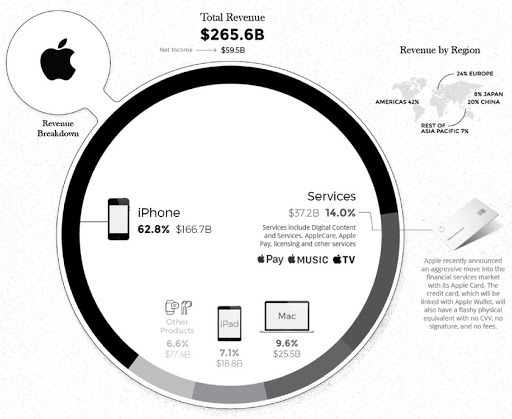 Total Revenue
$265.6B
Net Income
$59.5B
Revenue
Breakdown
Revenue by Region
24% EUROPE
8% JAPAN
AMERICAS 42%
20% CHINA
REST OF
ASIA PACIFIC 7%
iPhone
62.8% $166.7B
Services
$37.2B 14.0%
Services include Digital Content
and Services, AppleCare, Apple
Pay, licensing and other services
Pay MUSIC TV
Apple recently announced
an aggressive move into the
financial services market
with its Apple Card. The
credit card, which will be
linked with Apple Wallet, will
also have a flashy physical
equivalent with no CVV, no
signature, and no fees.
Other
Products
6.6%
$17.4B
iPad
7.1%
$18.8B
Mac
9.6%
$25.5B